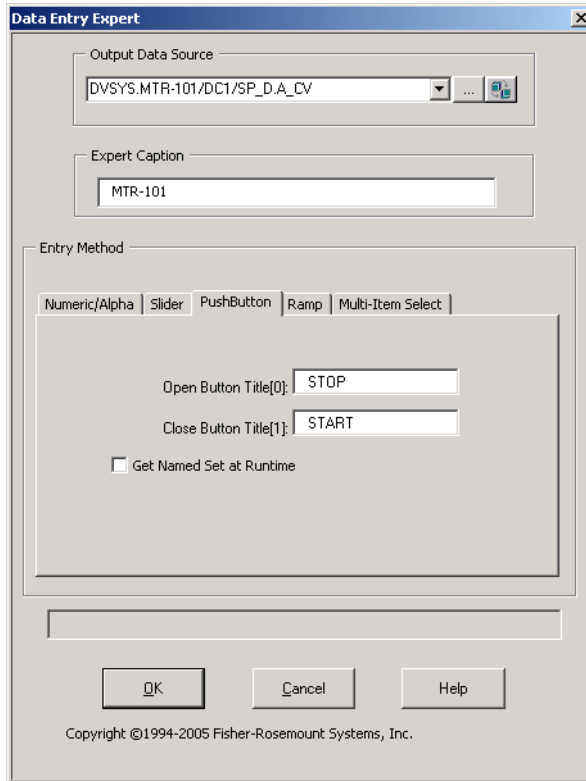 Data Entry Expert
Output Data Source
DVSYS.MTR-101/DC1/SP_D.A_CV
...
Expert Caption
MTR-101
Entry Method
Numeric/Alpha Slider PushButton Ramp Multi-Item Select
Open Button Title[0]: STOP
Close Button Title[1]: START
Get Named Set at Runtime
OK Cancel Help
Copyright ©1994-2005 Fisher-Rosemount Systems, Inc.